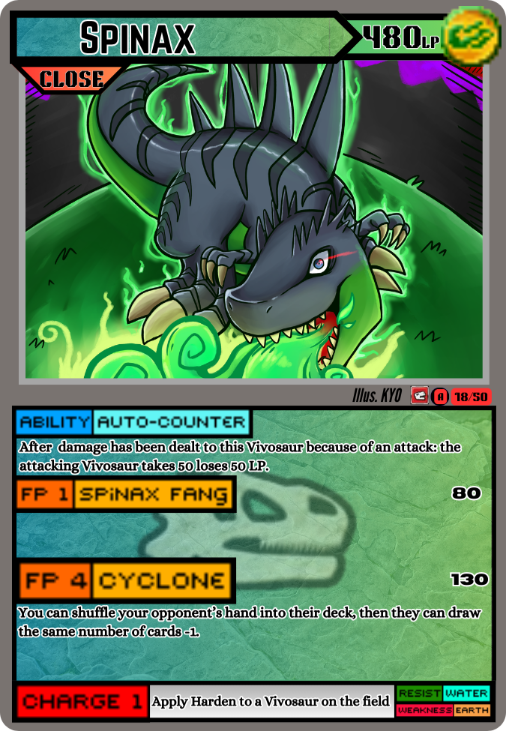 SPINAX
480LP
CLOSE
Illus. KYO A 18/50
ABILITY AUTO-COUNTER
After damage has been dealt to this Vivosaur because of an attack: the
attacking Vivosaur takes 50 loses 50 LP.
FP 1 SPINAX FANG 80
FP 4 CYCLONE 130
You can shuffle your opponent's hand into their deck, then they can draw
the same number of cards -1.
CHARGE 1 Apply Harden to a Vivosaur on the field
RESIST WATER
WEAKNESS EARTH